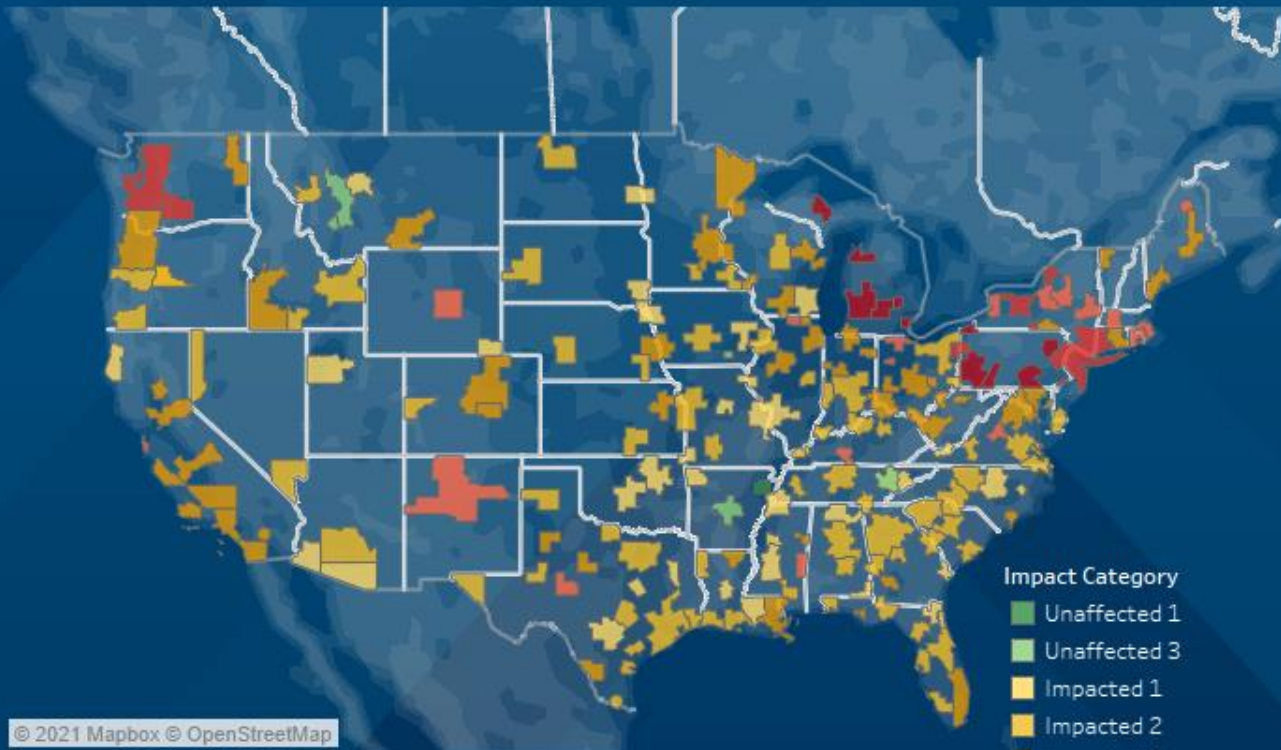 Impact Category
Unaffected 1
Unaffected 3
Impacted 1
Impacted 2
© 2021 Mapbox © OpenStreetMap